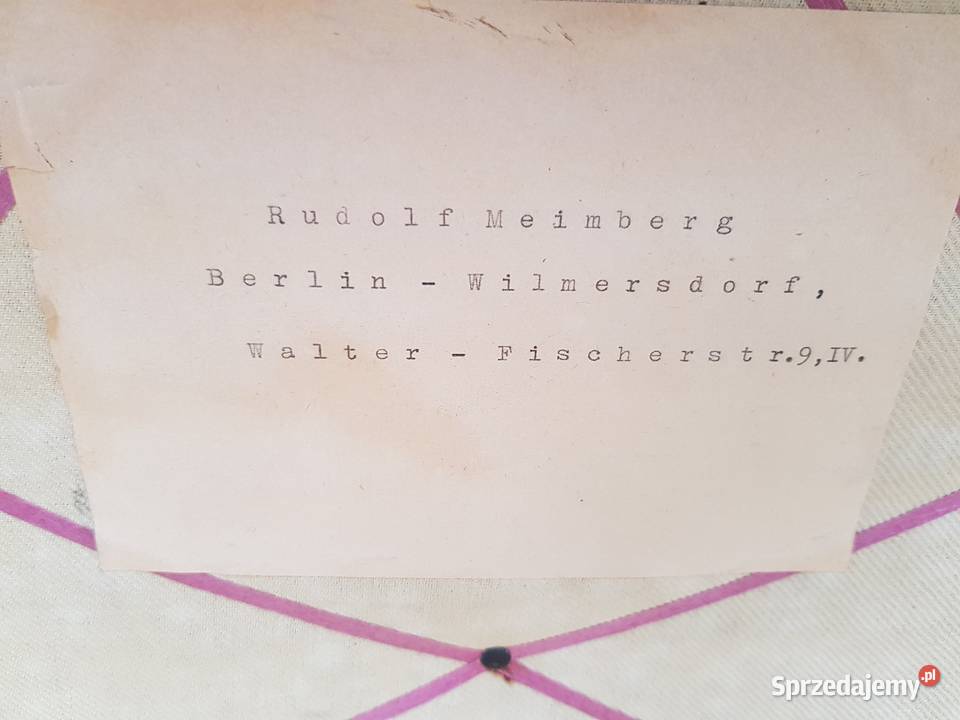 Rudolf Meimberg
Berlin - Wilmersdorf,
Walter - Fischerstr.9,IV.
Sprzedajemy.pl